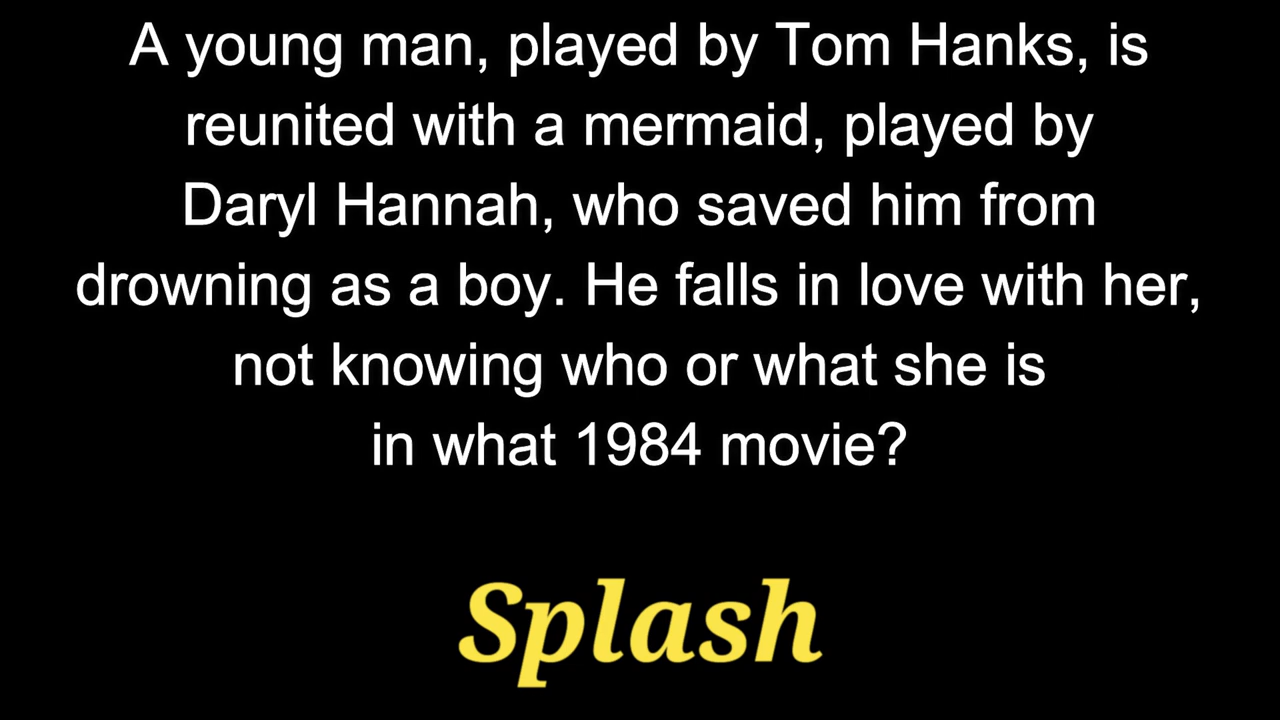 A young man, played by Tom Hanks, is
reunited with a mermaid, played by
Daryl Hannah, who saved him from
drowning as a boy. He falls in love with her,
not knowing who or what she is
in what 1984 movie?
Splash